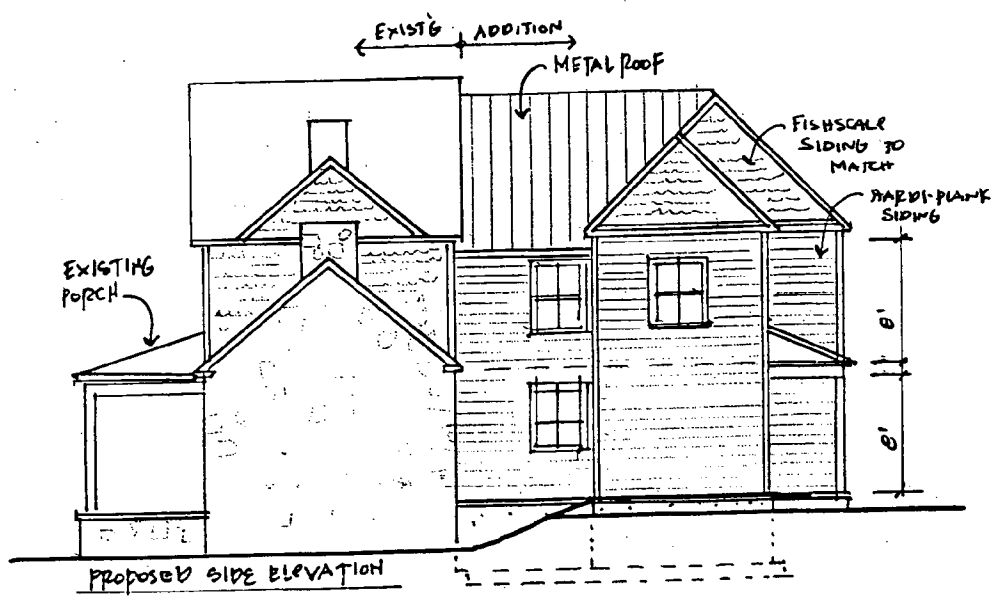 EXIST'G ADDITION
METAL ROOF
FISHSCALE
SIDING TO
MATCH
HARDI-PLANK
SIDING
EXISTING
PORCH
8'
8'
PROPOSED SIDE ELEVATION